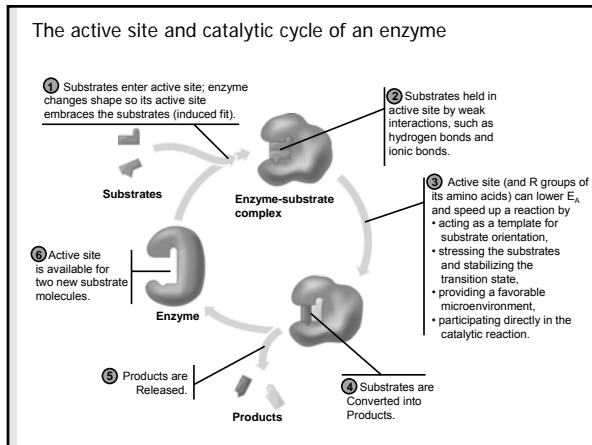 The active site and catalytic cycle of an enzyme
1 Substrates enter active site; enzyme
changes shape so its active site
embraces the substrates (induced fit).
Substrates
Enzyme-substrate
complex
2 Substrates held in
active site by weak
interactions, such as
hydrogen bonds and
ionic bonds.
3 Active site (and R groups of
its amino acids) can lower EA
and speed up a reaction by
• acting as a template for
substrate orientation,
• stressing the substrates
and stabilizing the
transition state,
• providing a favorable
microenvironment,
• participating directly in the
catalytic reaction.
4 Substrates are
Converted into
Products.
5 Products are
Released.
Products
6 Active site
is available for
two new substrate
molecules.
Enzyme